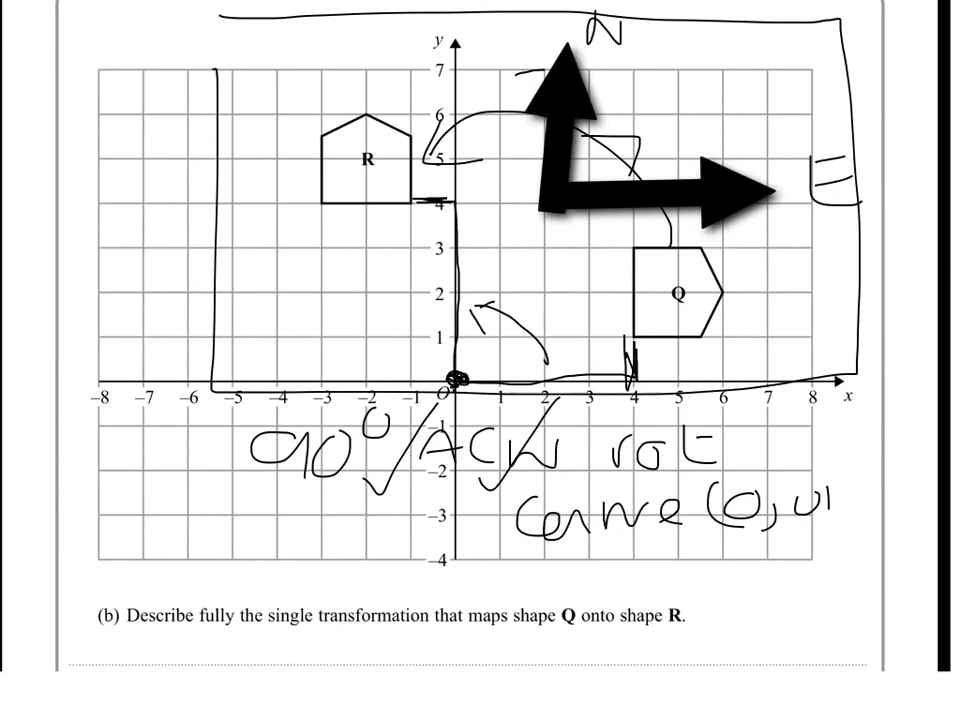 N
y
7
6
R
5
E
4
3
Q
2
1
–8 –7 –6 –5 –4 –3 –2 –1 O 1 2 3 4 5 6 7 8 x
–1
90° ACW rot
–2
–3
(0,
–4
(b) Describe fully the single transformation that maps shape Q onto shape R.